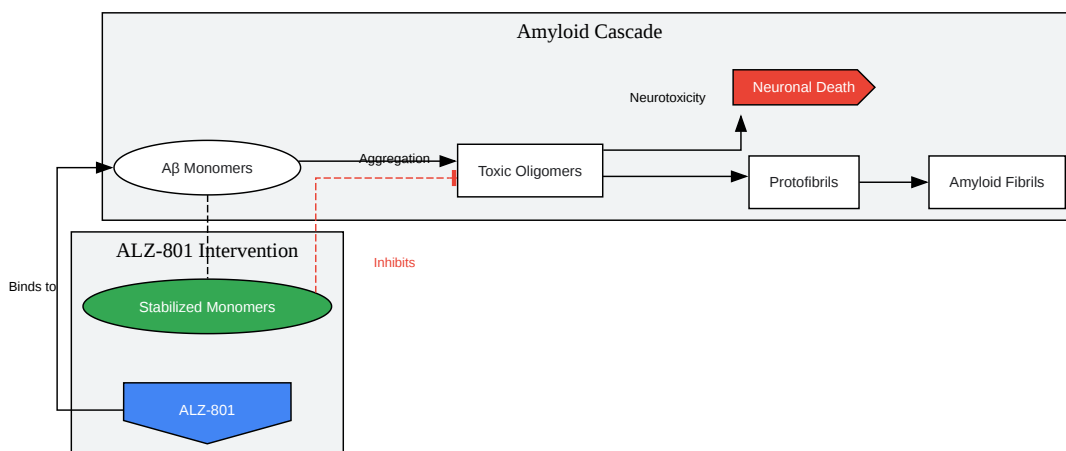 Amyloid Cascade
Neuronal Death
Neurotoxicity
Aβ Monomers
Aggregation
Toxic Oligomers
Protofibrils
Amyloid Fibrils
ALZ-801 Intervention
Inhibits
Binds to
Stabilized Monomers
ALZ-801